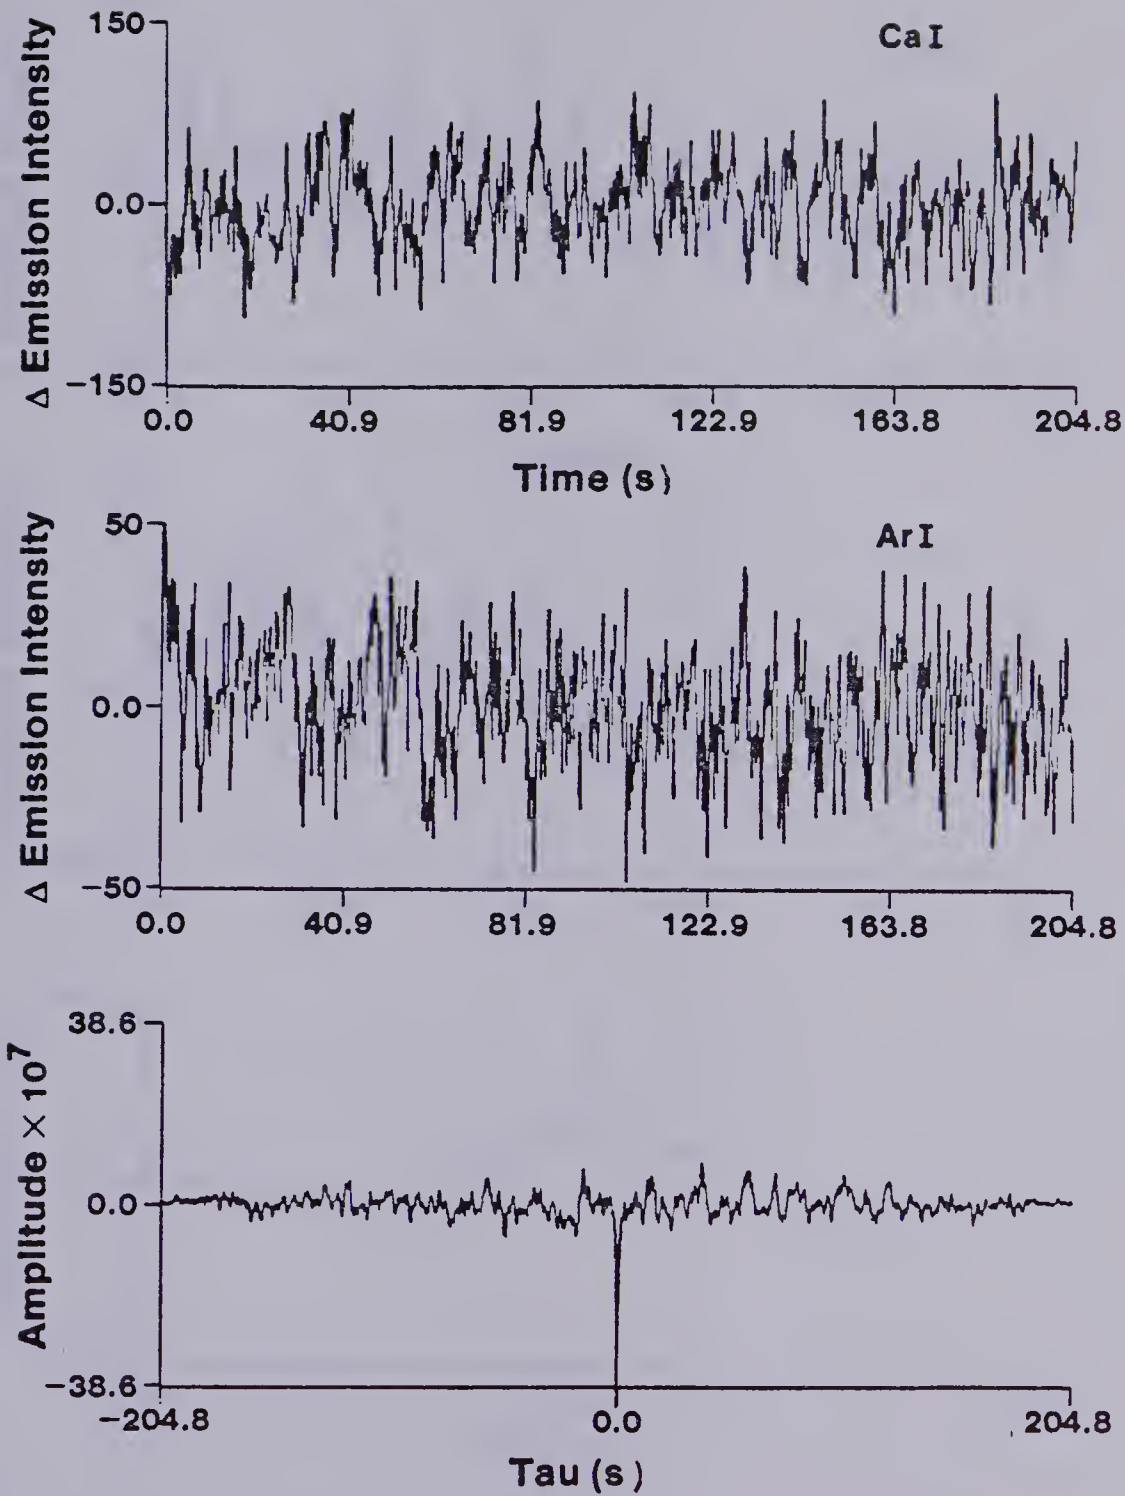 150
Ca I
Δ Emission Intensity
0.0
−150
0.0 40.9 81.9 122.9 163.8 204.8
Time (s)
50
Ar I
Δ Emission Intensity
0.0
−50
0.0 40.9 81.9 122.9 163.8 204.8
38.6
Amplitude × 10⁷
0.0
−38.6
−204.8 0.0 204.8
Tau (s)